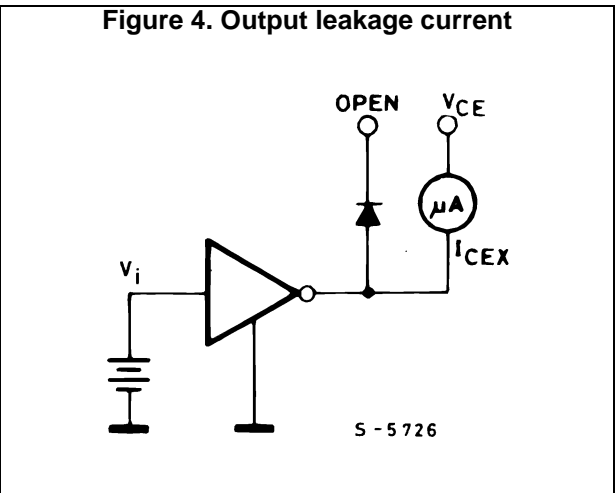 Figure 4. Output leakage current
OPEN
VCE
μA
ICEX
Vi
S-5726